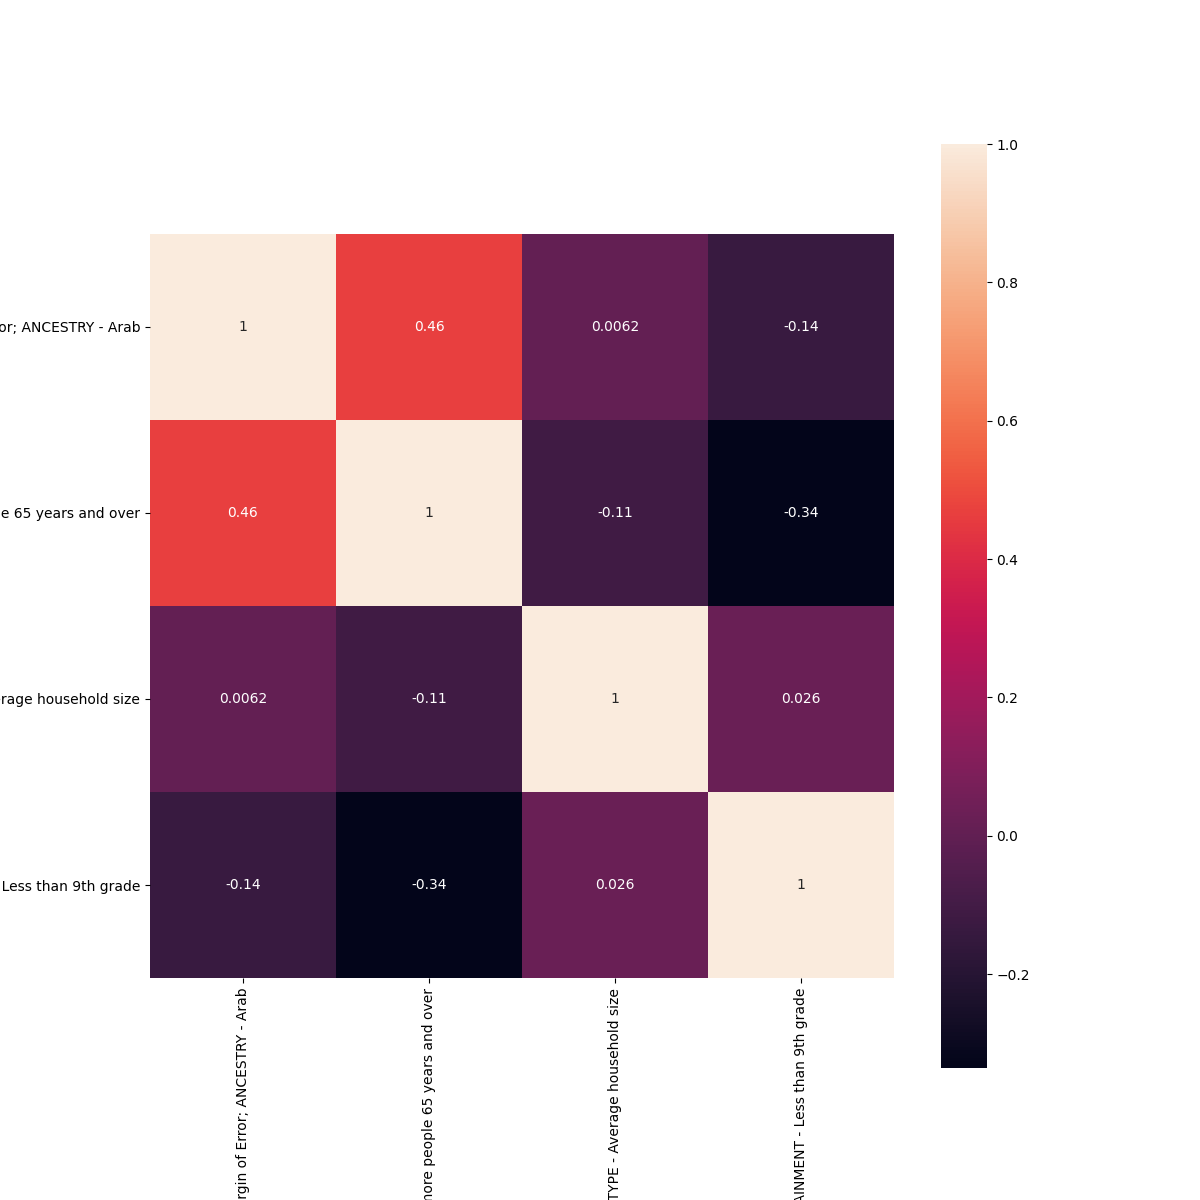 1.0
or; ANCESTRY - Arab
1 0.46 0.0062 -0.14
0.8
0.6
e 65 years and over
0.46 1 -0.11 -0.34
0.4
0.2
rage household size
0.0062 -0.11 1 0.026
0.0
Less than 9th grade
-0.14 -0.34 0.026 1
−0.2
rgin of Error; ANCESTRY - Arab
nore people 65 years and over
TYPE - Average household size
AINMENT - Less than 9th grade